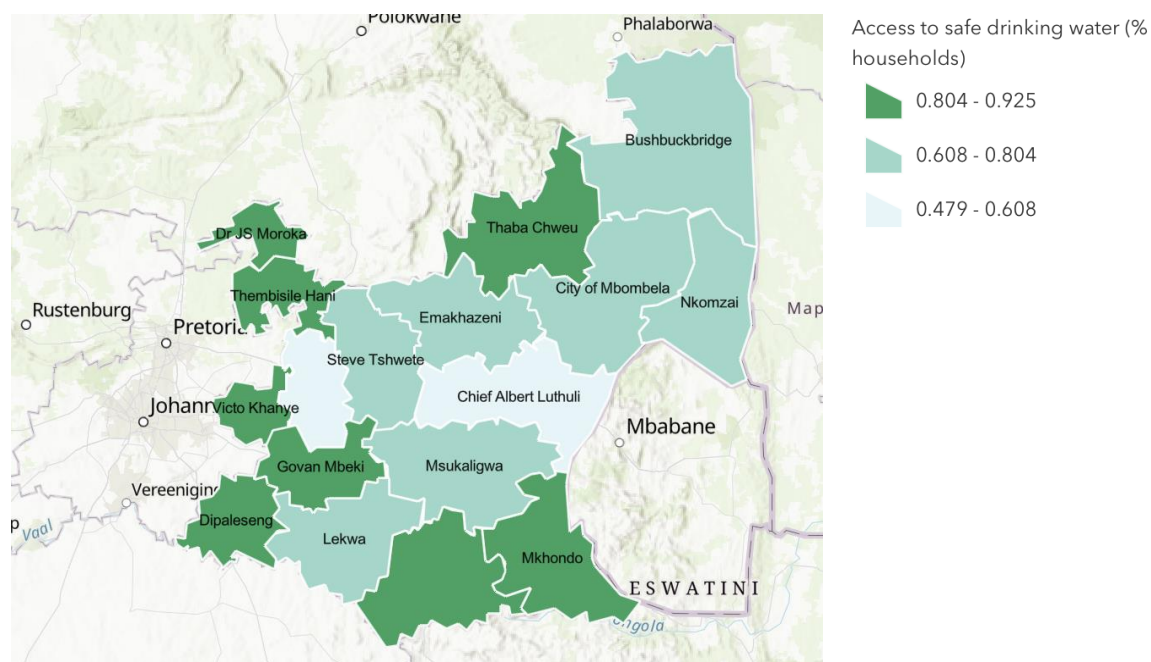 Polokwane
Phalaborwa
Bushbuckbridge
Thaba Chweu
Dr JS Moroka
Thembisile Hani
City of Mbombela
Nkomzai
Map
Rustenburg
Pretoria
Emakhazeni
Steve Tshwete
Chief Albert Luthuli
Johann
Victo Khanye
Mbabane
Govan Mbeki
Msukaligwa
Vereeniging
Dipaleseng
p
Vaal
Lekwa
Mkhondo
ESWATINI
ongola
Access to safe drinking water (%
households)
0.804 - 0.925
0.608 - 0.804
0.479 - 0.608